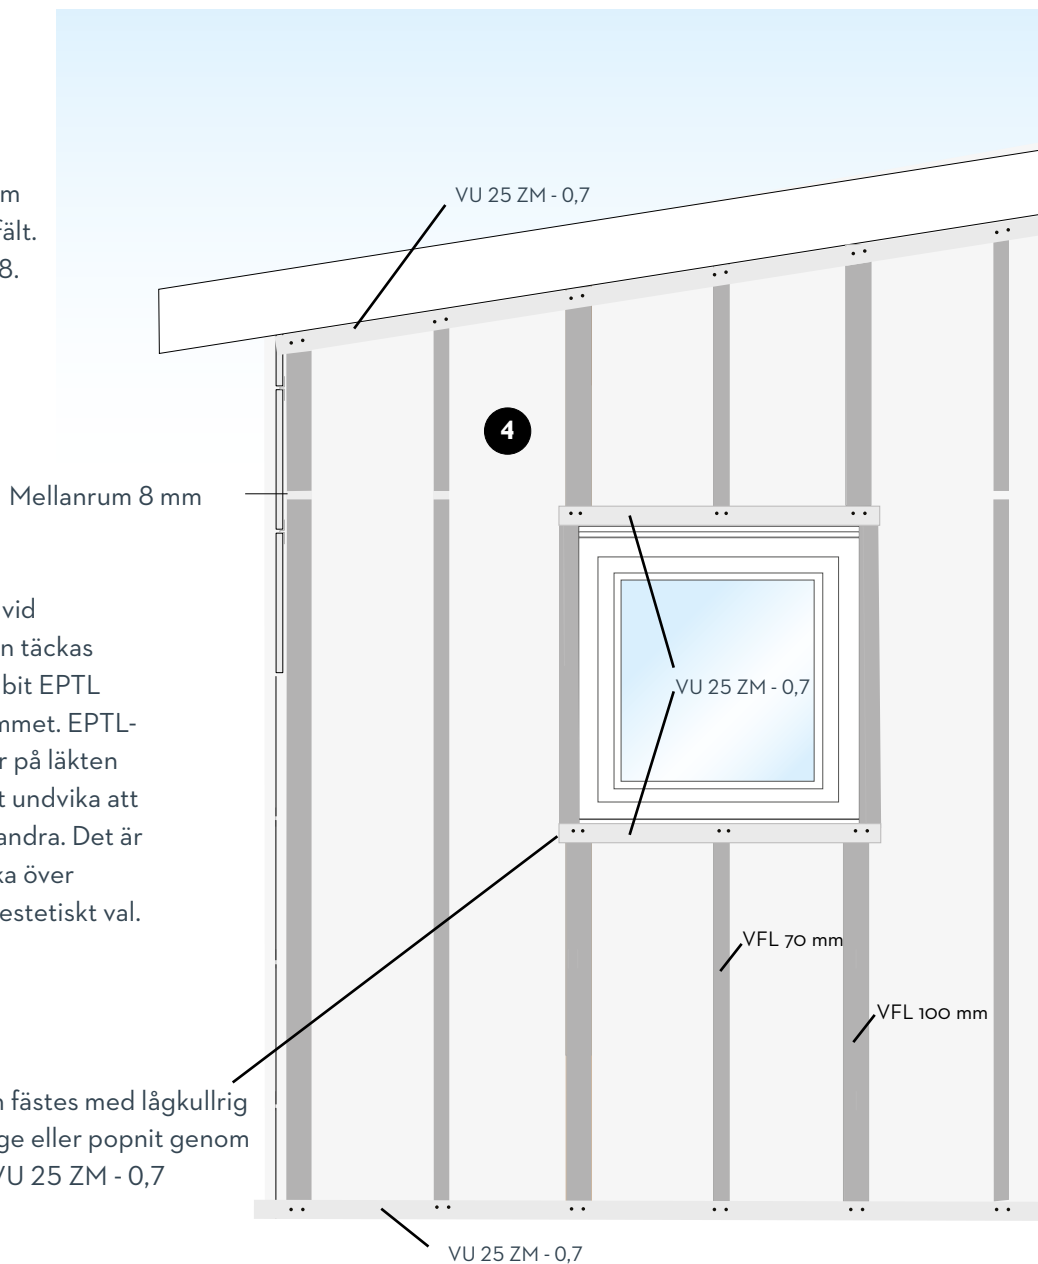 m
fält.
8.
VU 25 ZM - 0,7
4
Mellanrum 8 mm
vid
n täckas
bit EPTL
mmet. EPTL-
r på läkten
t undvika att
andra. Det är
ka över
estetiskt val.
VU 25 ZM - 0,7
VFL 70 mm
VFL 100 mm
n fästes med lågkullrig
ge eller popnit genom
VU 25 ZM - 0,7
VU 25 ZM - 0,7